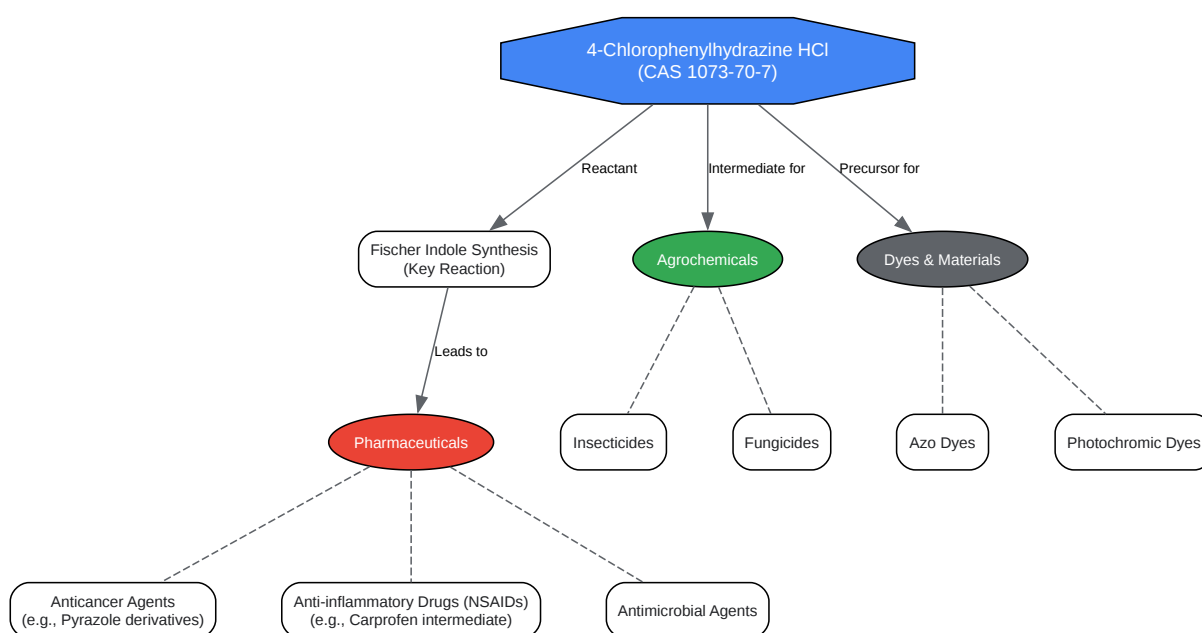 4-Chlorophenylhydrazine HCl
(CAS 1073-70-7)
Reactant
Intermediate for
Precursor for
Fischer Indole Synthesis
(Key Reaction)
Agrochemicals
Dyes & Materials
Leads to
Pharmaceuticals
Insecticides
Fungicides
Azo Dyes
Photochromic Dyes
Anticancer Agents
(e.g., Pyrazole derivatives)
Anti-inflammatory Drugs (NSAIDs)
(e.g., Carprofen intermediate)
Antimicrobial Agents